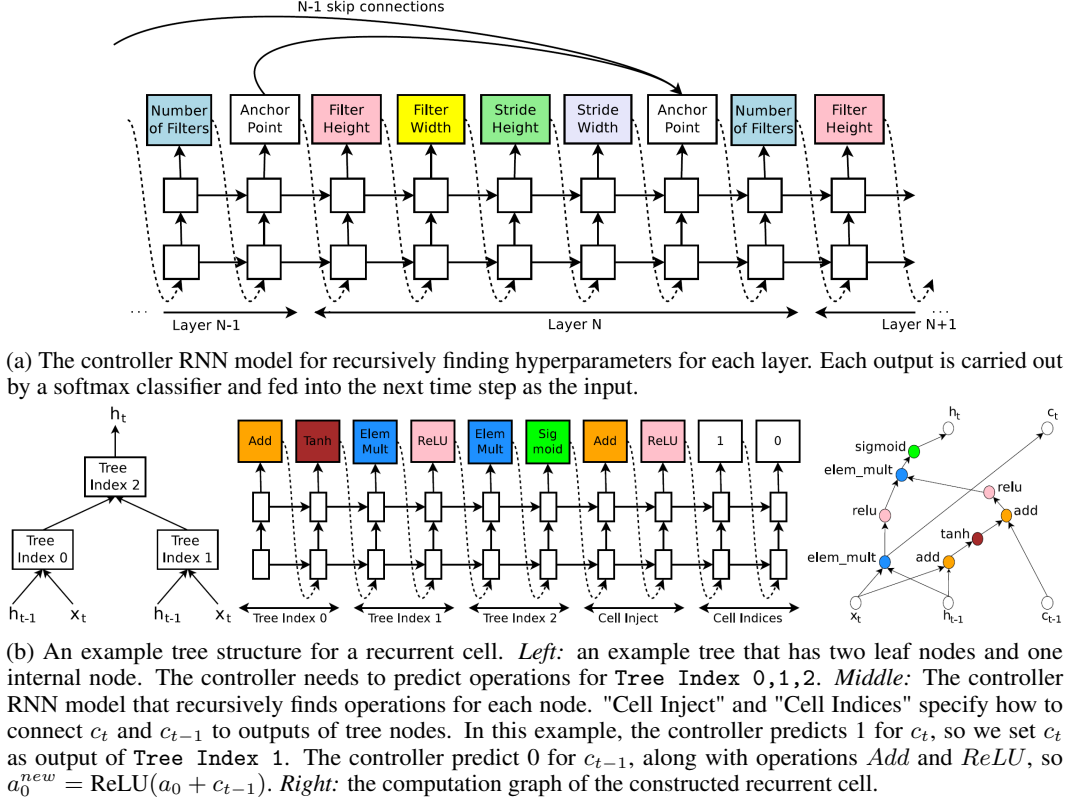 N-1 skip connections
Number of Filters
Anchor Point
Filter Height
Filter Width
Stride Height
Stride Width
Anchor Point
Number of Filters
Filter Height
... Layer N-1
Layer N
Layer N+1 ...
(a) The controller RNN model for recursively finding hyperparameters for each layer. Each output is carried out
by a softmax classifier and fed into the next time step as the input.
h_t
Tree Index 2
Tree Index 0
Tree Index 1
h_{t-1} x_t
h_{t-1} x_t
Add
Tanh
Elem Mult
ReLU
Elem Mult
Sig moid
Add
ReLU
1
0
Tree Index 0
Tree Index 1
Tree Index 2
Cell Inject
Cell Indices
h_t
c_t
sigmoid
elem_mult
relu
relu
add
tanh
elem_mult
add
x_t
h_{t-1}
c_{t-1}
(b) An example tree structure for a recurrent cell. Left: an example tree that has two leaf nodes and one
internal node. The controller needs to predict operations for Tree Index 0,1,2. Middle: The controller
RNN model that recursively finds operations for each node. "Cell Inject" and "Cell Indices" specify how to
connect c_t and c_{t-1} to outputs of tree nodes. In this example, the controller predicts 1 for c_t, so we set c_t
as output of Tree Index 1. The controller predict 0 for c_{t-1}, along with operations Add and ReLU, so
a_0^{new} = ReLU(a_0 + c_{t-1}). Right: the computation graph of the constructed recurrent cell.